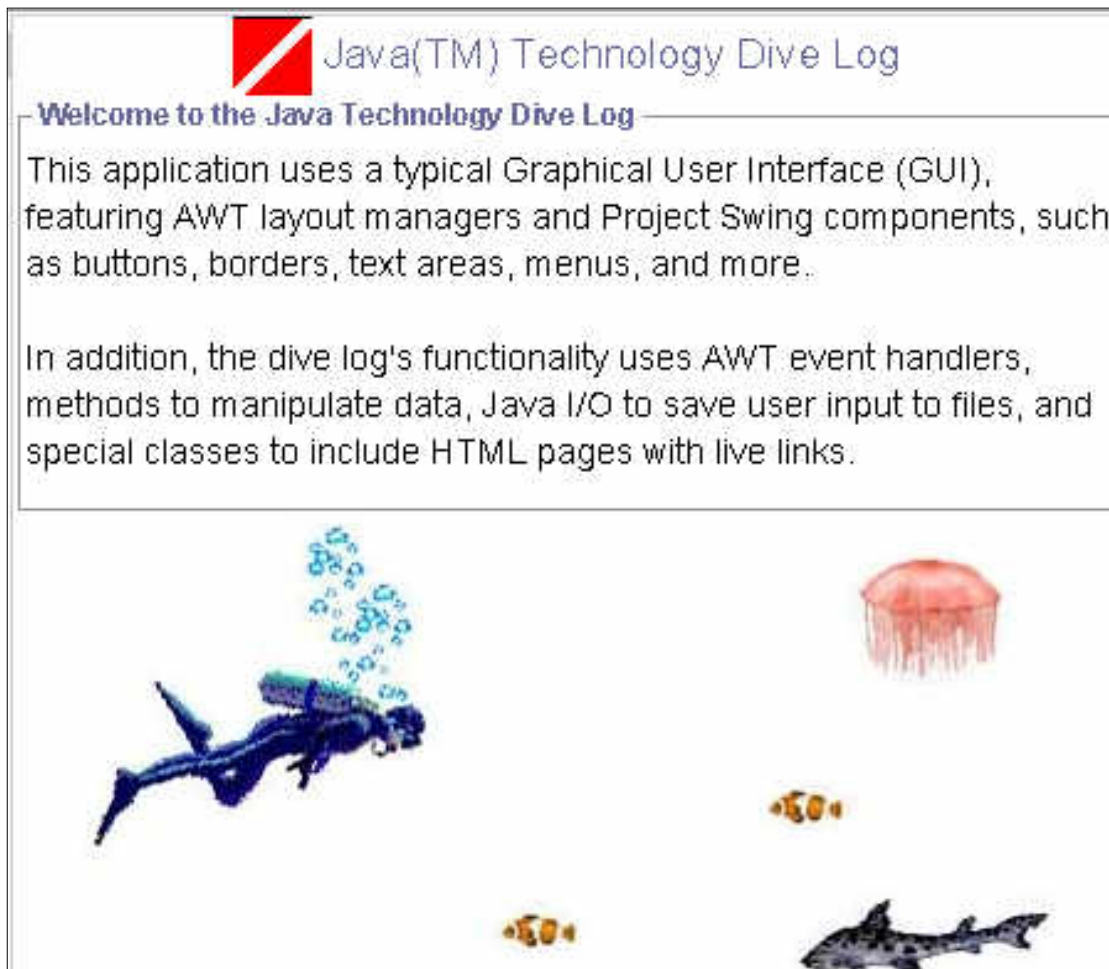 Java(TM) Technology Dive Log
Welcome to the Java Technology Dive Log
This application uses a typical Graphical User Interface (GUI),
featuring AWT layout managers and Project Swing components, such
as buttons, borders, text areas, menus, and more.
In addition, the dive log's functionality uses AWT event handlers,
methods to manipulate data, Java I/O to save user input to files, and
special classes to include HTML pages with live links.